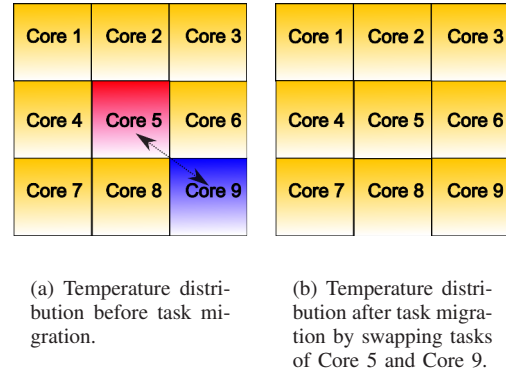 Core 1 Core 2 Core 3 Core 1 Core 2 Core 3
Core 4 Core 5 Core 6 Core 4 Core 5 Core 6
Core 7 Core 8 Core 9 Core 7 Core 8 Core 9
(a) Temperature distri-
bution before task mi-
gration.
(b) Temperature distri-
bution after task migra-
tion by swapping tasks
of Core 5 and Core 9.